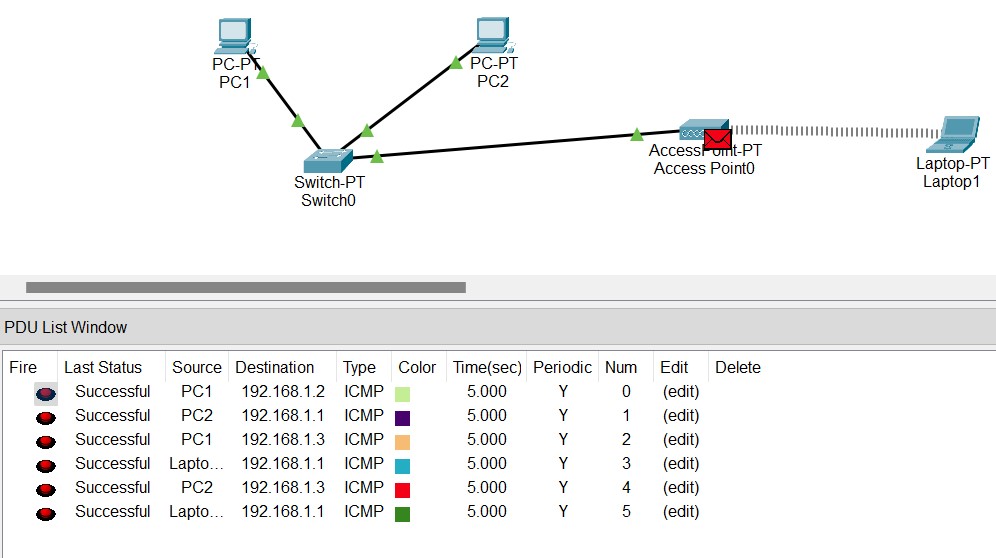 PC-PT
PC1
PC-PT
PC2
Switch-PT
Switch0
AccessPoint-PT
Access Point0
Laptop-PT
Laptop1
PDU List Window
Fire Last Status Source Destination Type Color Time(sec) Periodic Num Edit Delete
Successful PC1 192.168.1.2 ICMP 5.000 Y 0 (edit)
Successful PC2 192.168.1.1 ICMP 5.000 Y 1 (edit)
Successful PC1 192.168.1.3 ICMP 5.000 Y 2 (edit)
Successful Lapto... 192.168.1.1 ICMP 5.000 Y 3 (edit)
Successful PC2 192.168.1.3 ICMP 5.000 Y 4 (edit)
Successful Lapto... 192.168.1.1 ICMP 5.000 Y 5 (edit)